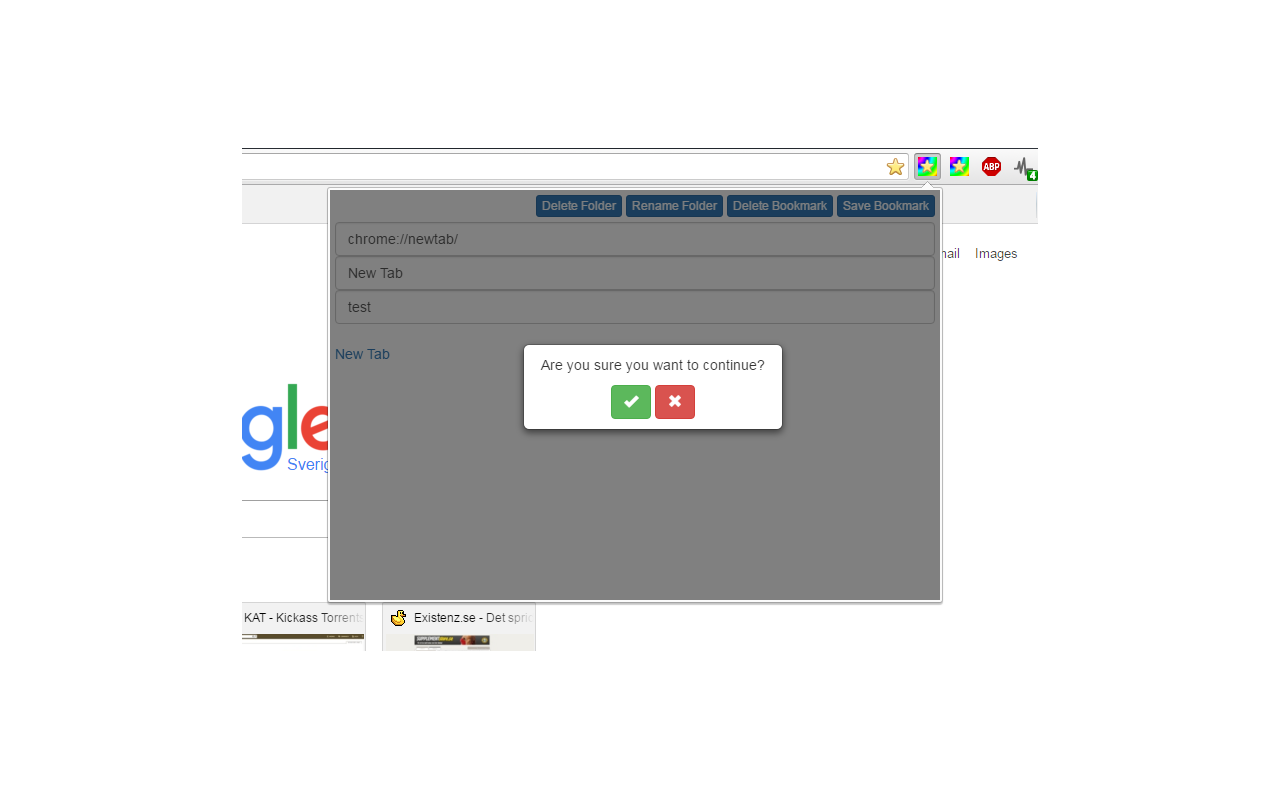 ABP
4
Delete Folder Rename Folder Delete Bookmark Save Bookmark
chrome://newtab/
Images
New Tab
test
New Tab
Are you sure you want to continue?
gle
Sverig
KAT - Kickass Torrents
Existenz.se - Det spric